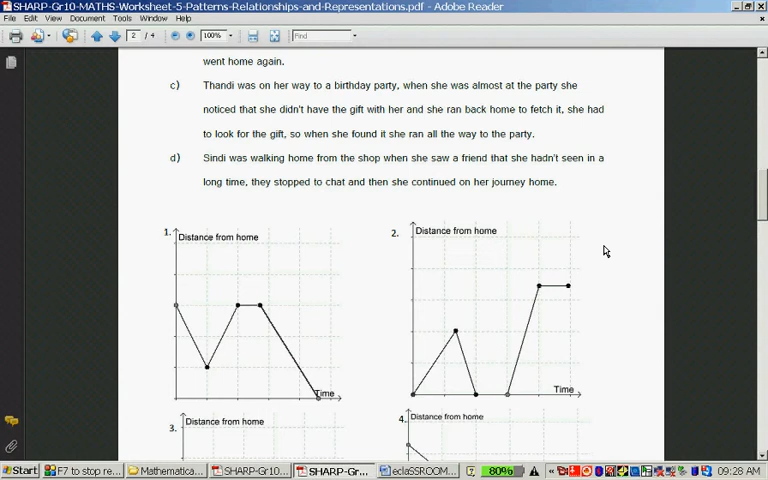 SHARP-Gr10-MATHS-Worksheet-5-Patterns-Relationships-and-Representations.pdf - Adobe Reader
File Edit View Document Tools Window Help
2 / 4 100% Find
went home again.
c) Thandi was on her way to a birthday party, when she was almost at the party she
noticed that she didn't have the gift with her and she ran back home to fetch it, she had
to look for the gift, so when she found it she ran all the way to the party.
d) Sindi was walking home from the shop when she saw a friend that she hadn't seen in a
long time, they stopped to chat and then she continued on her journey home.
1. Distance from home
2. Distance from home
Time
Time
3. Distance from home
4. Distance from home
Start F7 to stop re... Mathematica... SHARP-Gr10... SHARP-Gr... eclaSSROOM... 80% 09:28 AM